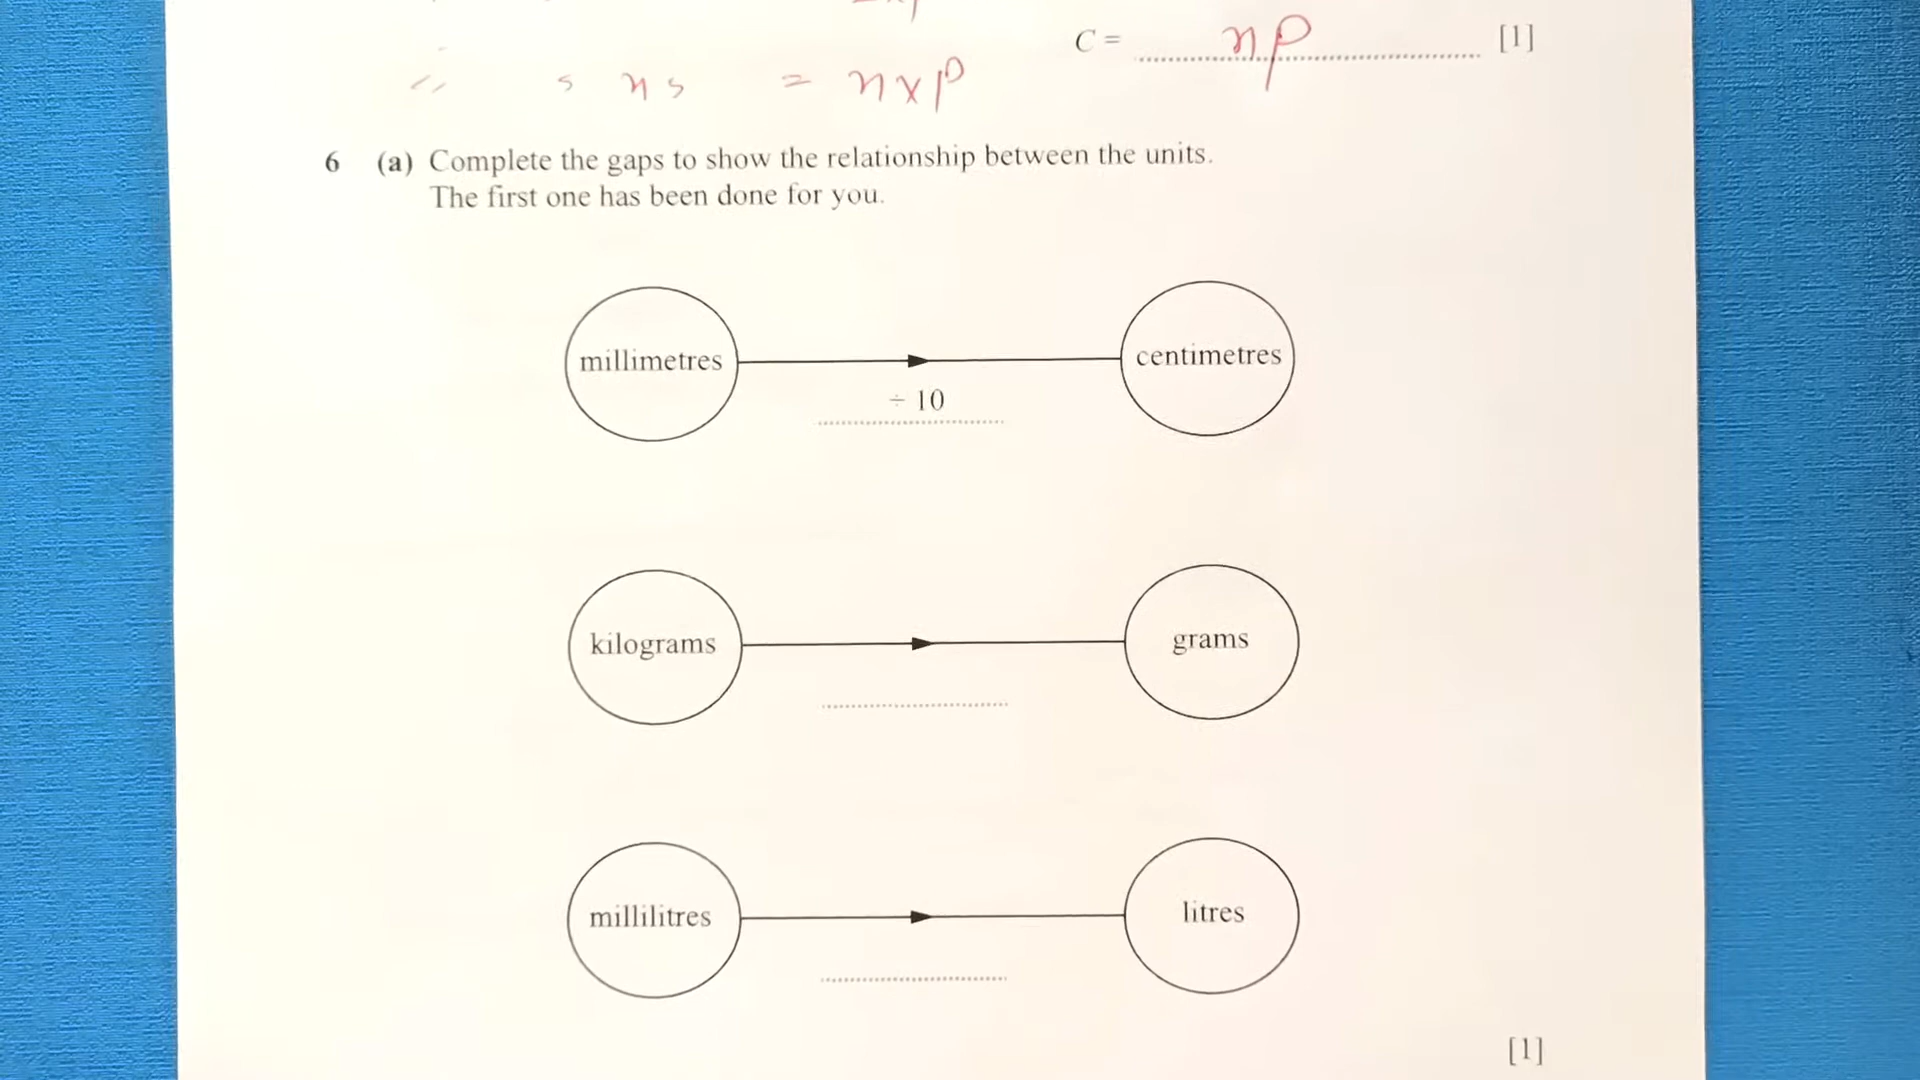 C = np [1]
= n x p
6 (a) Complete the gaps to show the relationship between the units.
The first one has been done for you.
millimetres
centimetres
÷ 10
kilograms
grams
millilitres
litres
[1]